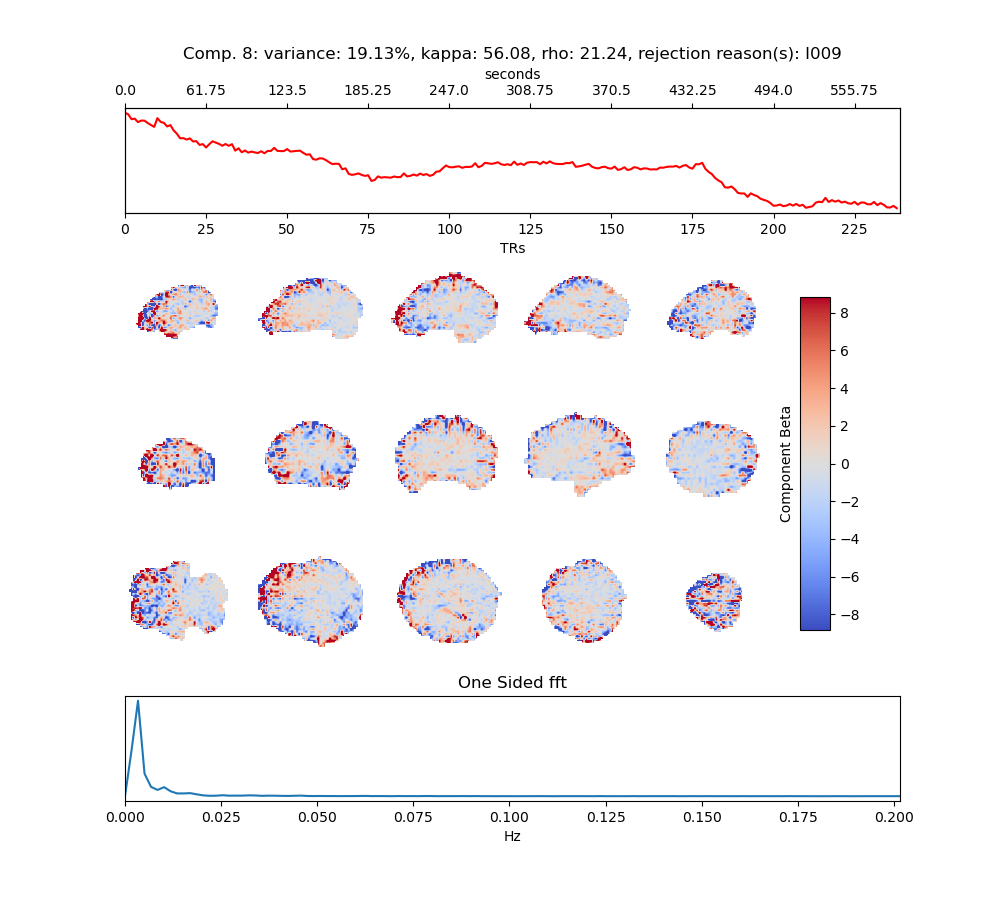 Comp. 8: variance: 19.13%, kappa: 56.08, rho: 21.24, rejection reason(s): I009
seconds
0.0 61.75 123.5 185.25 247.0 308.75 370.5 432.25 494.0 555.75
0 25 50 75 100 125 150 175 200 225
TRs
8
6
4
2
0
−2
−4
−6
−8
Component Beta
One Sided fft
0.000 0.025 0.050 0.075 0.100 0.125 0.150 0.175 0.200
Hz